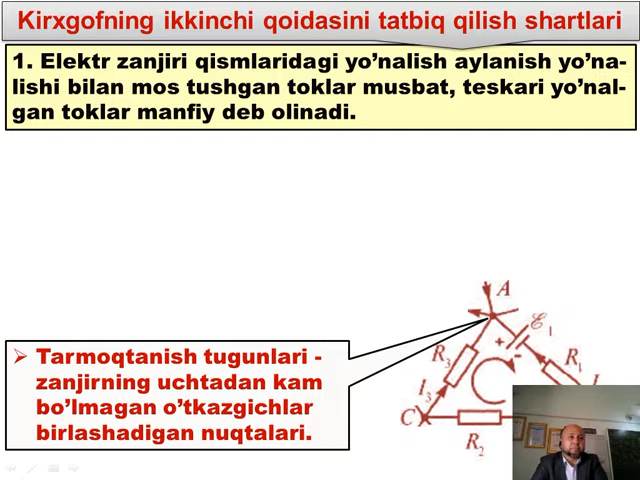 Kirxgofning ikkinchi qoidasini tatbiq qilish shartlari
1. Elektr zanjiri qismlaridagi yo’nalish aylanish yo’na-
lishi bilan mos tushgan toklar musbat, teskari yo’nal-
gan toklar manfiy deb olinadi.
A
ℰ₁
+
-
R₃
R₁
I₃
C
R₂
➢ Tarmoqtanish tugunlari -
zanjirning uchtadan kam
bo’lmagan o’tkazgichlar
birlashadigan nuqtalari.